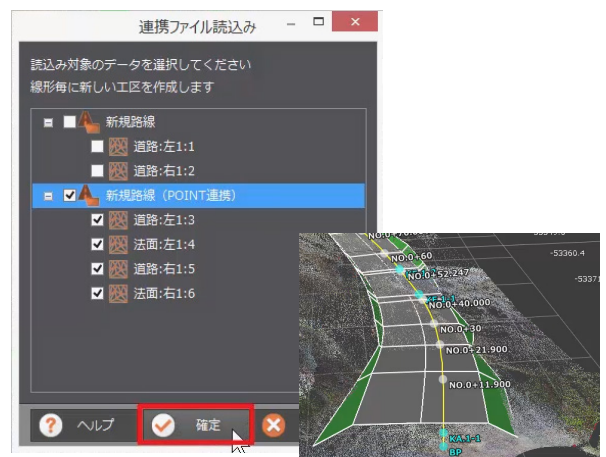 連携ファイル読込み
読込み対象のデータを選択してください
線形毎に新しい工区を作成します
新規路線
道路:左1:1
道路:右1:2
新規路線（POINT連携）
道路:左1:3
法面:左1:4
道路:右1:5
法面:右1:6
ヘルプ
確定
-53360.4
NO.0+60
NO.0+52.247
NO.0+40.000
NO.0+30
NO.0+21.900
NO.0+11.900
KA.1-1
BP